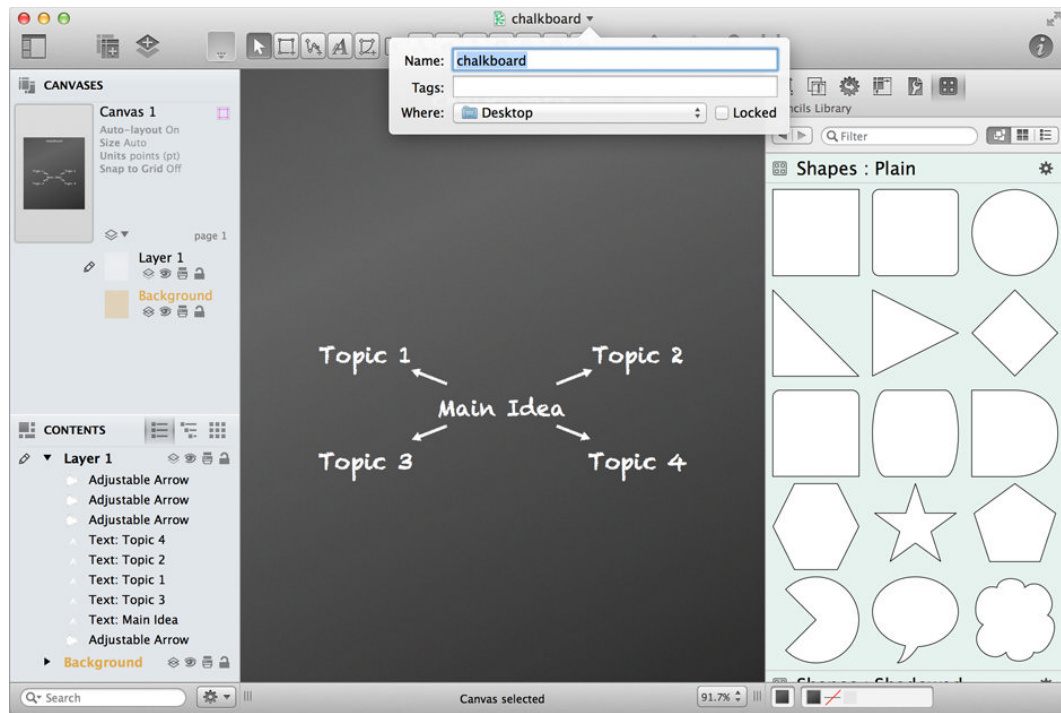 chalkboard
Name: chalkboard
Tags:
Where: Desktop Locked
CANVASES
Canvas 1
Auto-layout On
Size Auto
Units points (pt)
Snap to Grid Off
page 1
Layer 1
Background
Library
Filter
Shapes : Plain
Topic 1
Topic 2
Main Idea
Topic 3
Topic 4
CONTENTS
Layer 1
Adjustable Arrow
Adjustable Arrow
Adjustable Arrow
Text: Topic 4
Text: Topic 2
Text: Topic 1
Text: Topic 3
Text: Main Idea
Adjustable Arrow
Background
Search
Canvas selected
91.7%